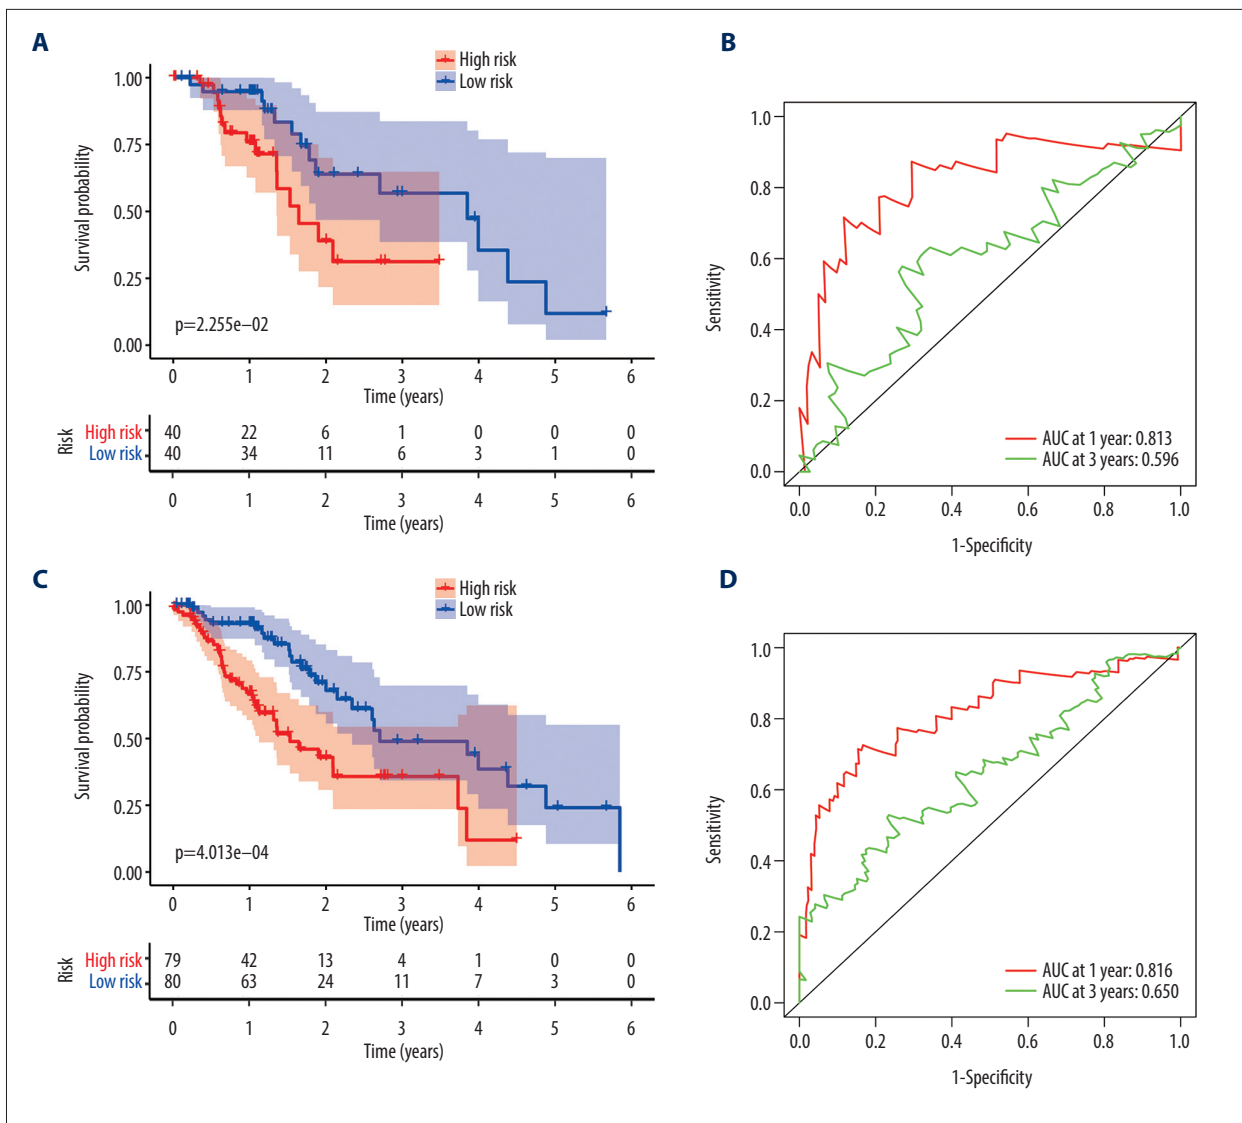 A
High risk
Low risk
1.00
0.75
0.50
0.25
0.00
Survival probability
p=2.255e–02
0 1 2 3 4 5 6
Time (years)
Risk
High risk 40 22 6 1 0 0 0
Low risk 40 34 11 6 3 1 0
0 1 2 3 4 5 6
Time (years)
B
1.0
0.8
0.6
0.4
0.2
0.0
Sensitivity
AUC at 1 year: 0.813
AUC at 3 years: 0.596
0.0 0.2 0.4 0.6 0.8 1.0
1-Specificity
C
High risk
Low risk
1.00
0.75
0.50
0.25
0.00
Survival probability
p=4.013e–04
0 1 2 3 4 5 6
Time (years)
Risk
High risk 79 42 13 4 1 0 0
Low risk 80 63 24 11 7 3 0
0 1 2 3 4 5 6
Time (years)
D
1.0
0.8
0.6
0.4
0.2
0.0
Sensitivity
AUC at 1 year: 0.816
AUC at 3 years: 0.650
0.0 0.2 0.4 0.6 0.8 1.0
1-Specificity